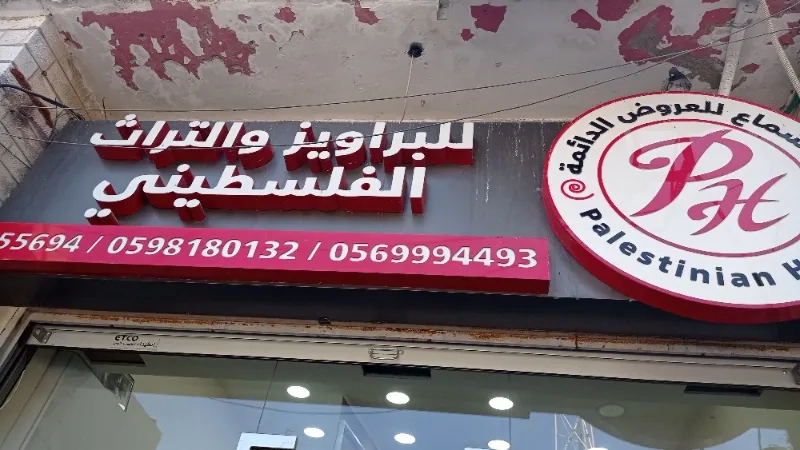 للبراويز والتراث
الفلسطيني
55694 / 0598180132 / 0569994493
للعروض الدائمة
PH
@ Palestinian
ETCO